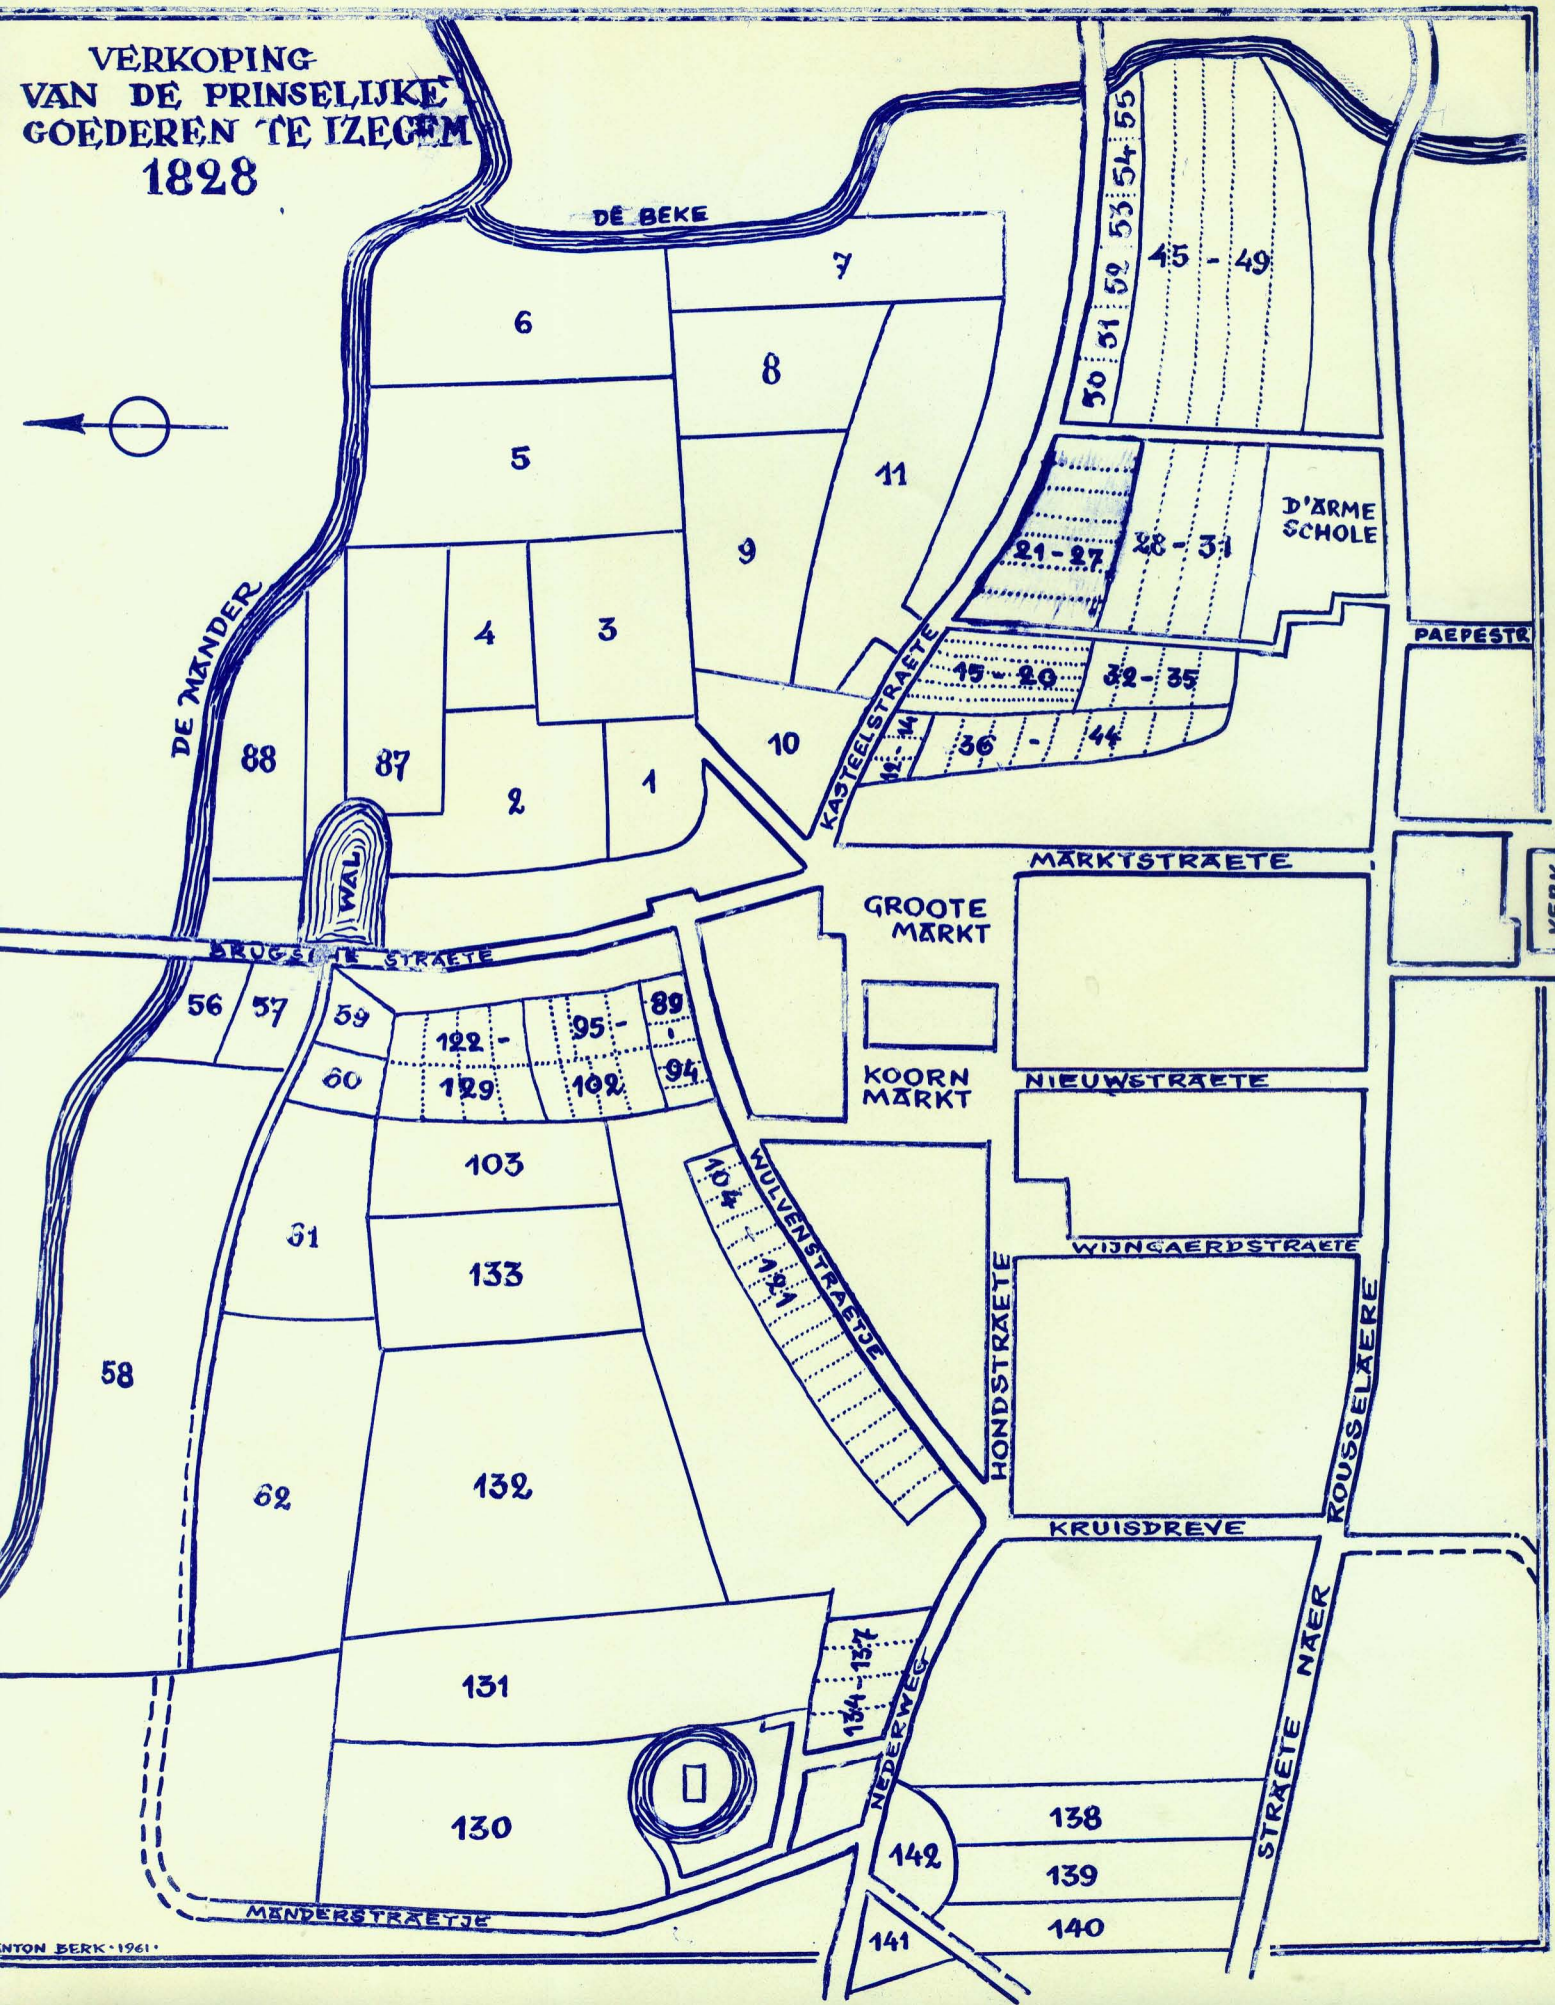 VERKOPING
VAN DE PRINSELIJKE
GOEDEREN TE IZEGEM
1828
DE BEKE
7
6
8
5
11
9
4
3
10
88
87
2
1
DE MANDER
WAL
55
54
53
52
51
50
45 - 49
21 - 27
28 - 31
D'ARME
SCHOLE
PAEPESTR
15 - 20
32 - 35
12 - 14
36 - 44
KASTEELSTRAETE
MARKTSTRAETE
GROOTE
MARKT
BRUGSCHE STRAETE
KOORN
MARKT
NIEUWSTRAETE
56
57
59
60
122 -
129
95 -
102
89
-
94
103
61
133
104 - 121
WULVENSTRAETJE
WIJNGAERDSTRAETE
HONDSTRAETE
58
62
132
KRUISDREVE
STRAETE NAER ROUSSELAERE
131
134 - 137
NEDERWEG
130
138
142
139
140
141
MANDERSTRAETJE
BERK · 1961 ·